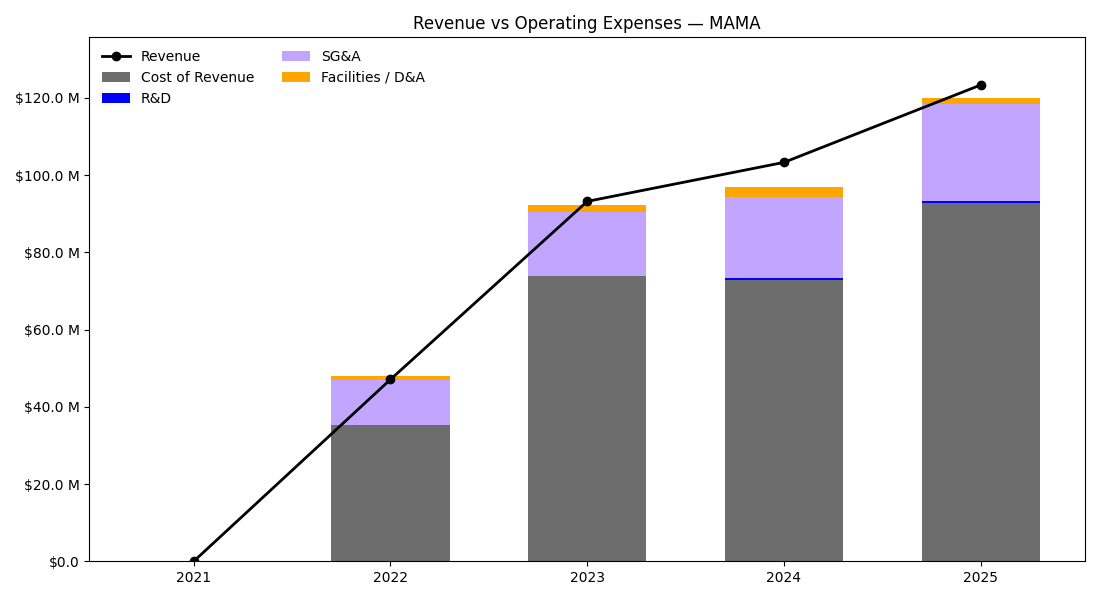 Revenue vs Operating Expenses — MAMA
Revenue
Cost of Revenue
R&D
SG&A
Facilities / D&A
$120.0 M
$100.0 M
$80.0 M
$60.0 M
$40.0 M
$20.0 M
$0.0
2021 2022 2023 2024 2025